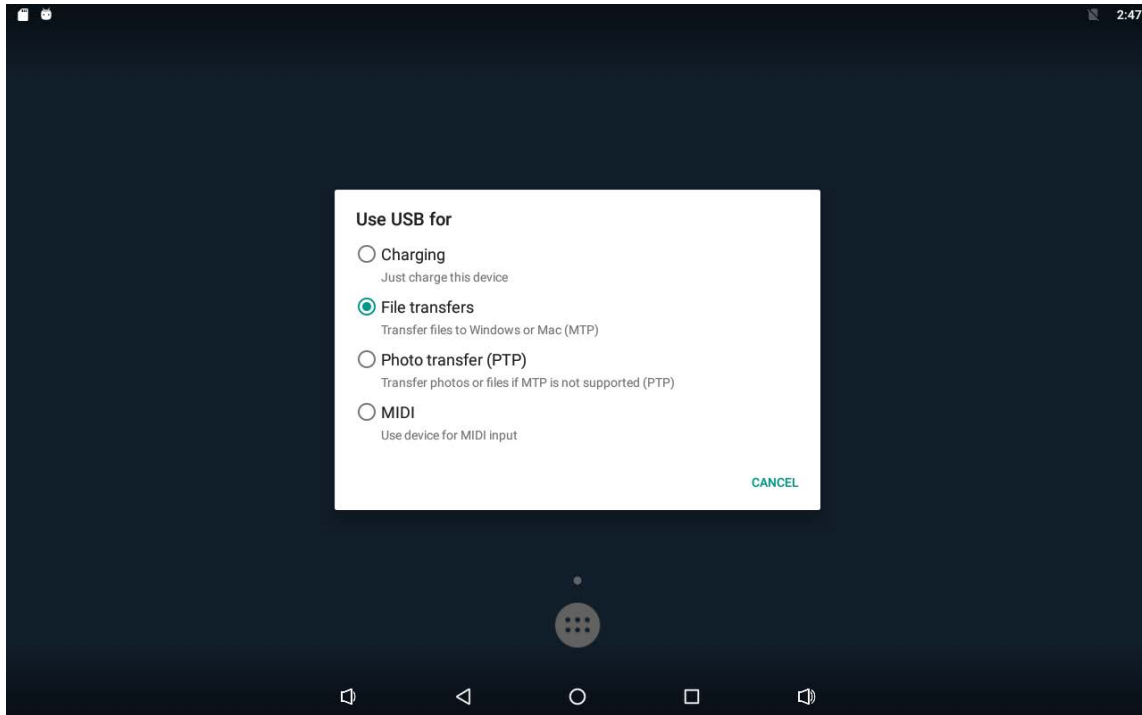 2:47
Use USB for
Charging
Just charge this device
File transfers
Transfer files to Windows or Mac (MTP)
Photo transfer (PTP)
Transfer photos or files if MTP is not supported (PTP)
MIDI
Use device for MIDI input
CANCEL